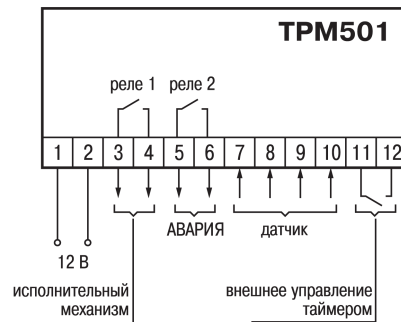 ТРМ501
реле 1 реле 2
1 2 3 4 5 6 7 8 9 10 11 12
АВАРИЯ датчик
12 В
исполнительный механизм
внешнее управление таймером